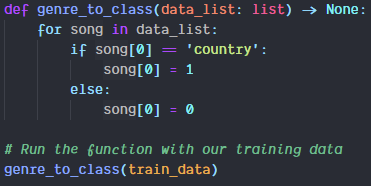 def genre_to_class(data_list: list) -> None:
    for song in data_list:
        if song[0] == 'country':
            song[0] = 1
        else:
            song[0] = 0

# Run the function with our training data
genre_to_class(train_data)